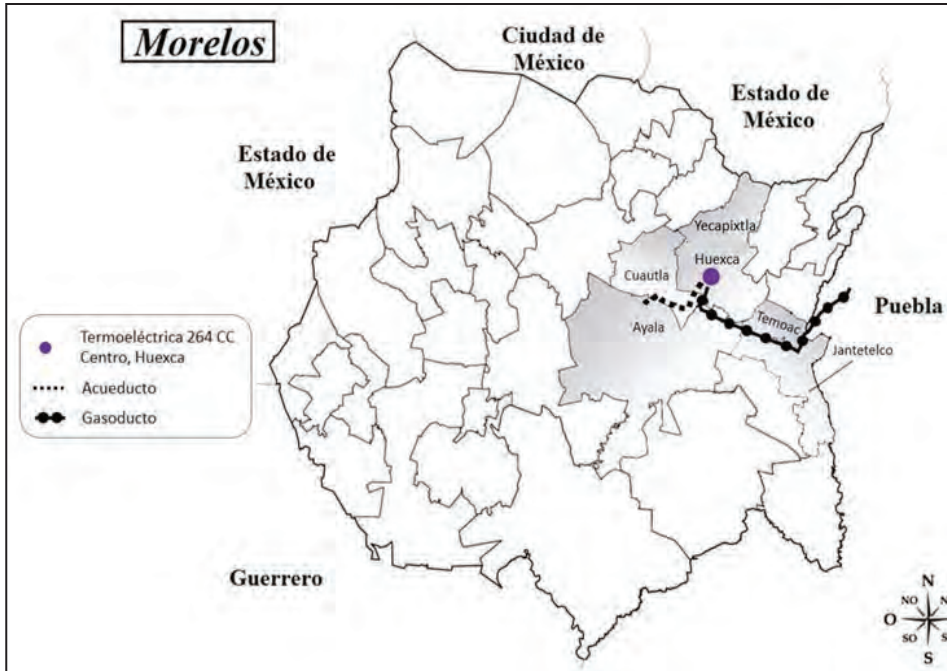 Morelos
Ciudad de
México
Estado de
México
Estado de
México
Yecapixtla
Huexca
Cuautla
Puebla
Temoac
Ayala
Jantetelco
Termoeléctrica 264 CC
Centro, Huexca
Acueducto
Gasoducto
Guerrero
N
NO
N
O
SO
S
S